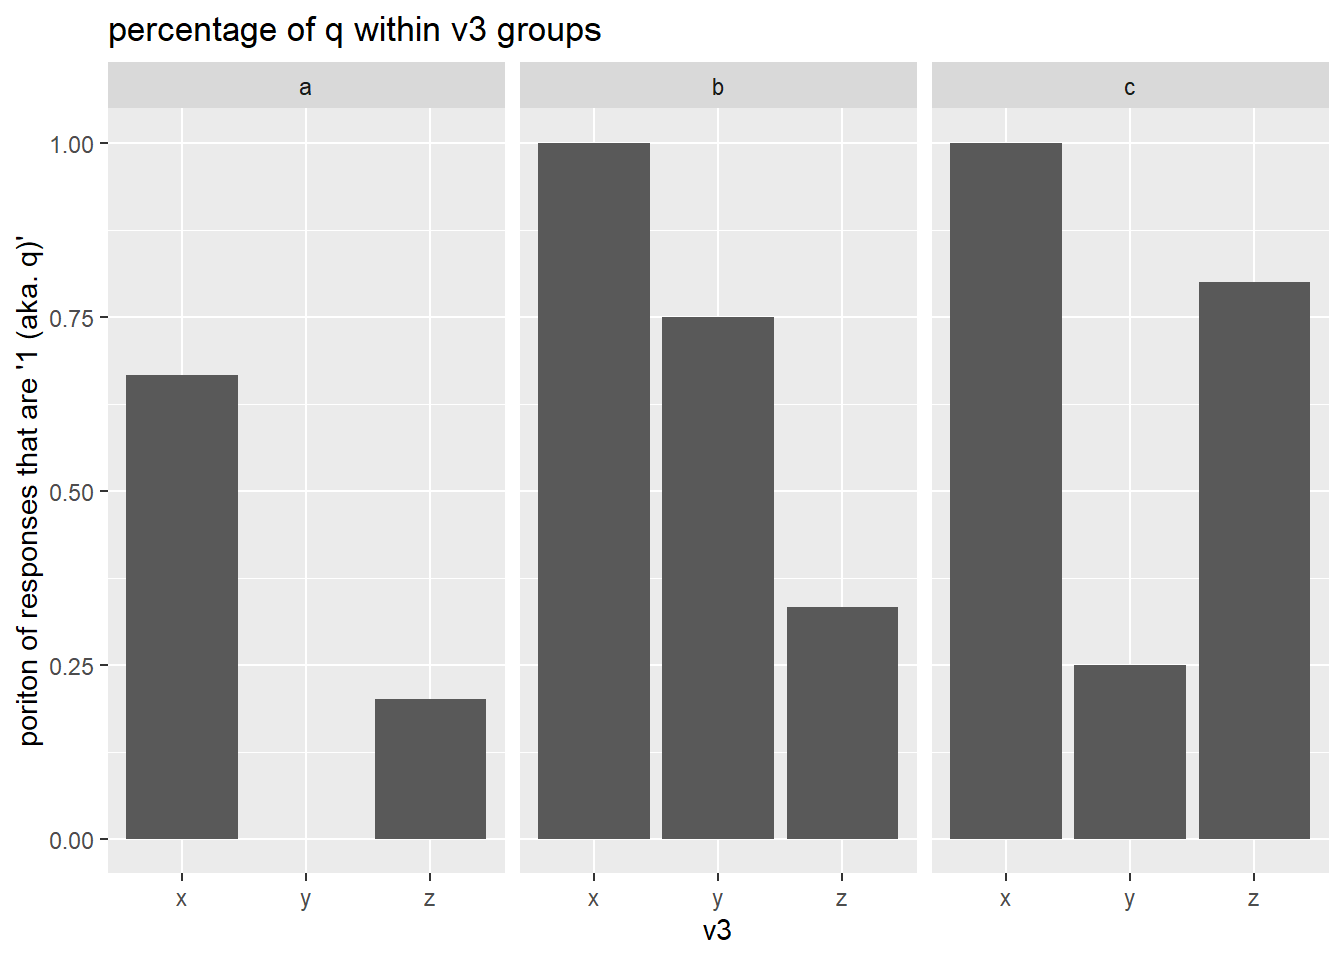 percentage of q within v3 groups
a b c
poriton of responses that are '1 (aka. q)'
1.00
0.75
0.50
0.25
0.00
x y z x y z x y z
v3